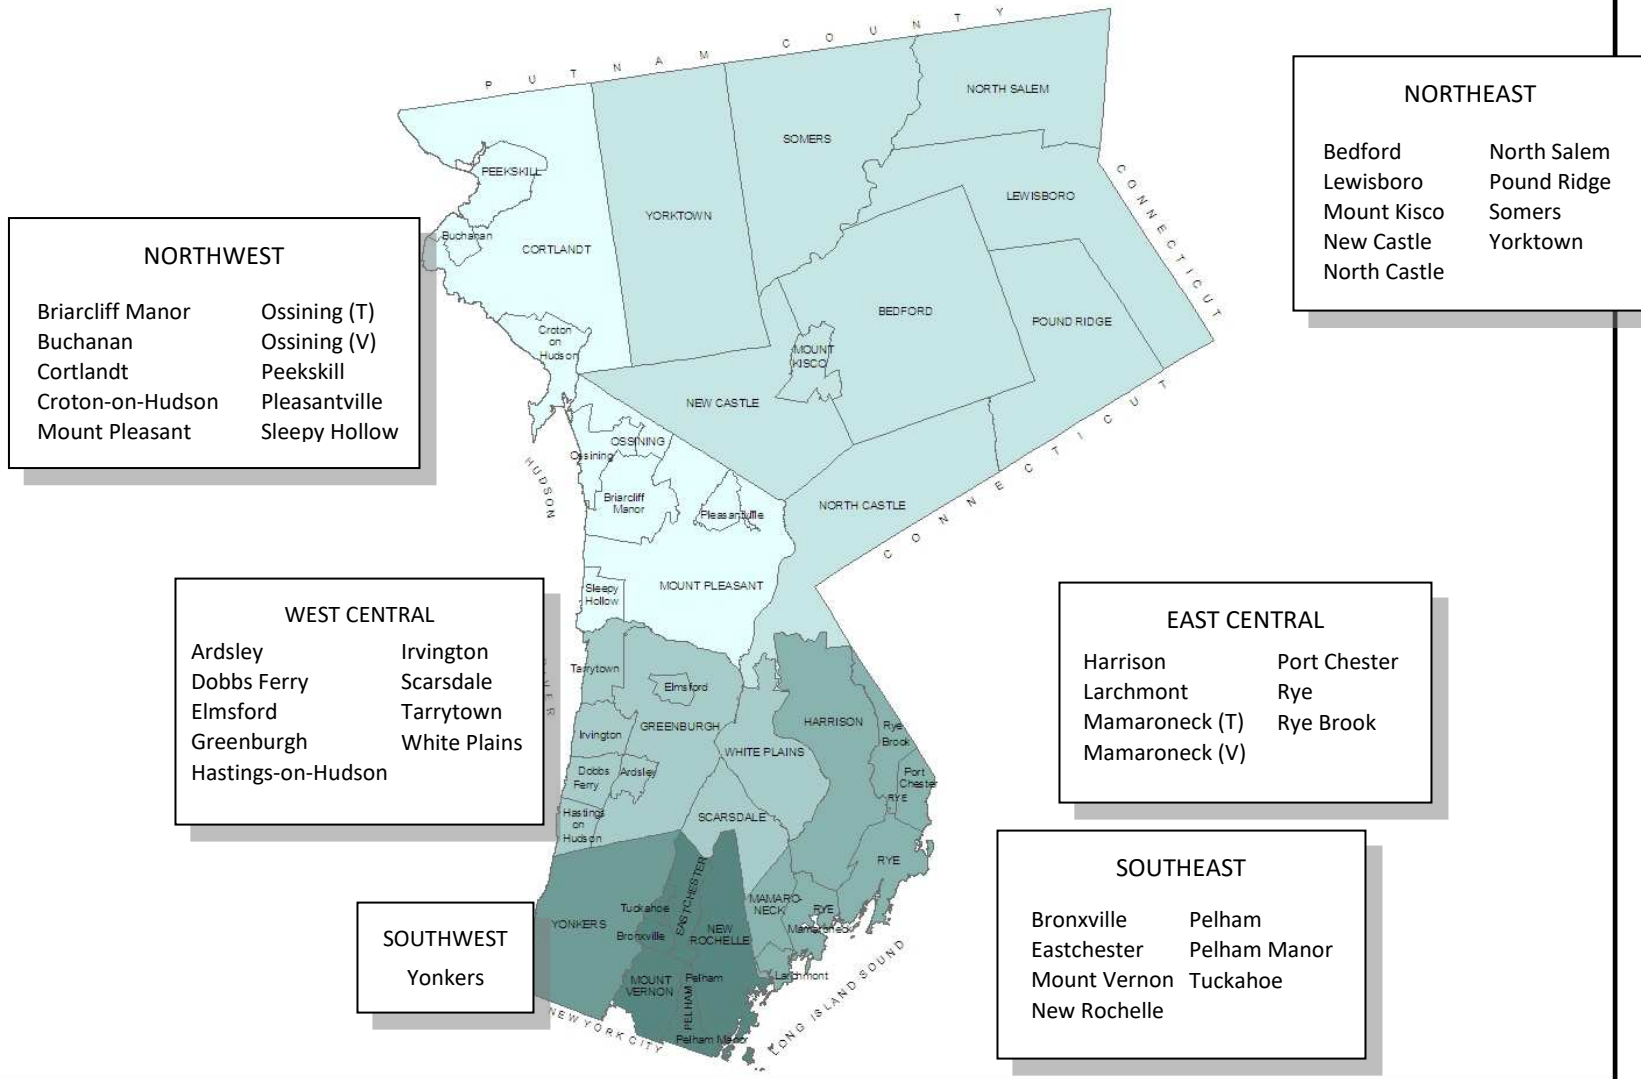 PUTNAM COUNTY
NORTH SALEM
SOMERS
PEEKSKILL
LEWISBORO
YORKTOWN
Buchanan
CORTLANDT
CONNECTICUT
BEDFORD
POUND RIDGE
Croton
on
Hudson
MOUNT
KISCO
NEW CASTLE
OSSINING
Ossining
HUDSON
Briarcliff
Manor
Pleasantville
NORTH CASTLE
CONNECTICUT
MOUNT PLEASANT
Sleepy
Hollow
Tarrytown
Elmsford
GREENBURGH
Irvington
WHITE PLAINS
HARRISON
Rye
Brook
Dobbs
Ferry
Ardsley
Port
Chester
RYE
Hastings
on
Hudson
SCARSDALE
RYE
YONKERS
Tuckahoe
EASTCHESTER
Bronxville
NEW
ROCHELLE
MAMARO-
NECK
RYE
Mamaroneck
MOUNT
VERNON
Pelham
PELHAM
Larchmont
Pelham Manor
NEW YORK CITY
LONG ISLAND SOUND
NORTHWEST
Briarcliff Manor Ossining (T)
Buchanan Ossining (V)
Cortlandt Peekskill
Croton-on-Hudson Pleasantville
Mount Pleasant Sleepy Hollow
NORTHEAST
Bedford North Salem
Lewisboro Pound Ridge
Mount Kisco Somers
New Castle Yorktown
North Castle
WEST CENTRAL
Ardsley Irvington
Dobbs Ferry Scarsdale
Elmsford Tarrytown
Greenburgh White Plains
Hastings-on-Hudson
EAST CENTRAL
Harrison Port Chester
Larchmont Rye
Mamaroneck (T) Rye Brook
Mamaroneck (V)
SOUTHWEST
Yonkers
SOUTHEAST
Bronxville Pelham
Eastchester Pelham Manor
Mount Vernon Tuckahoe
New Rochelle